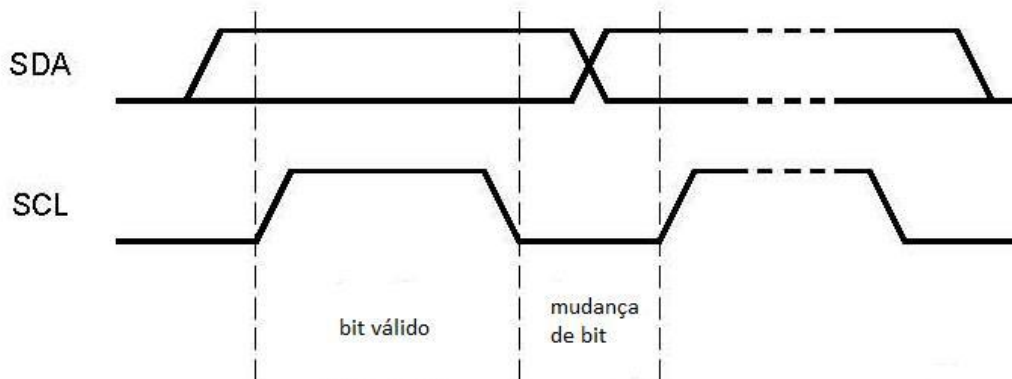 SDA
SCL
bit válido
mudança
de bit